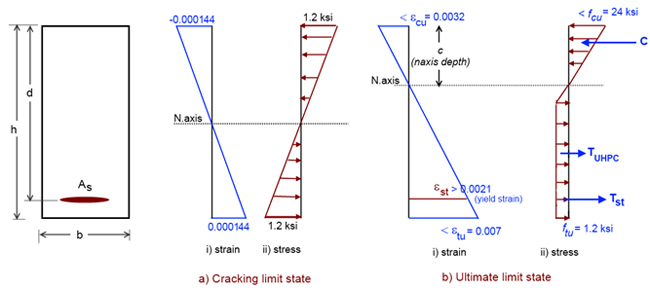 -0.000144
1.2 ksi
< εcu = 0.0032
< fcu = 24 ksi
c
(naxis depth)
C
d
h
N.axis
N.axis
As
εst > 0.0021
(yield strain)
TUHPC
Tst
b
0.000144
1.2 ksi
< εtu = 0.007
ftu = 1.2 ksi
i) strain
ii) stress
i) strain
ii) stress
a) Cracking limit state
b) Ultimate limit state